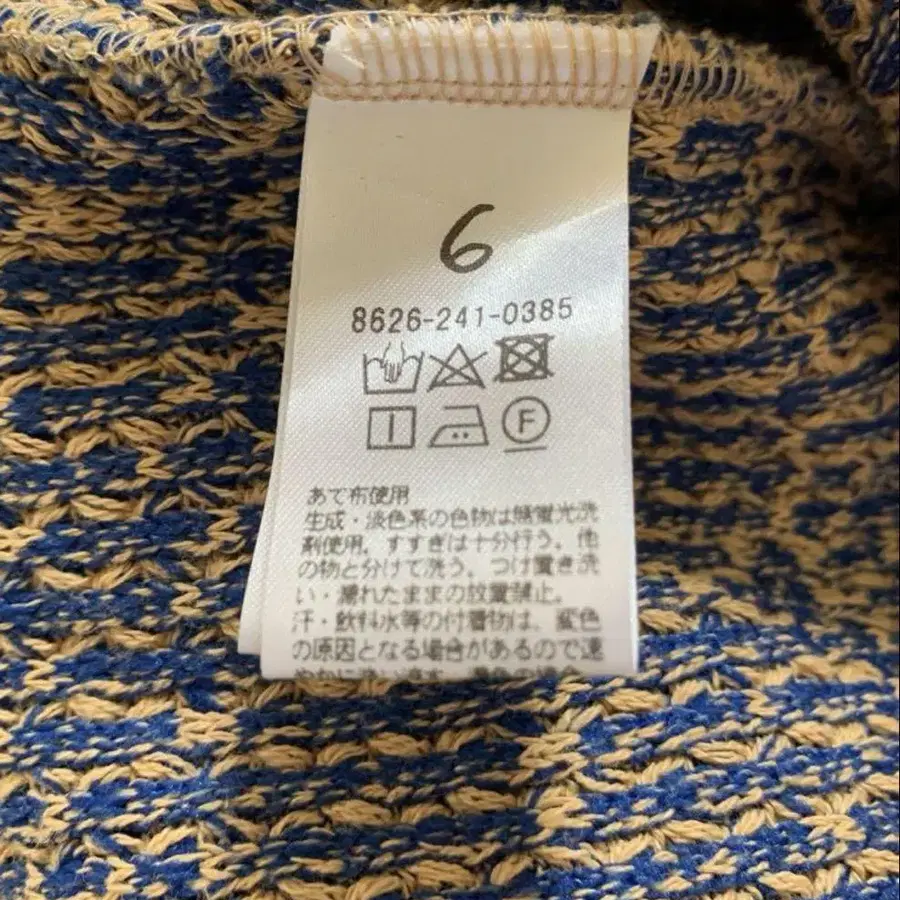 6
8626-241-0385
F
あて布使用
生成・淡色系の色物は無蛍光洗
剤使用。すすぎは十分行う。他
の物と分けて洗う。つけ置き洗
い・濡れたままの放置禁止。
汗・飲料水等の付着物は、変色
の原因となる場合があるので速